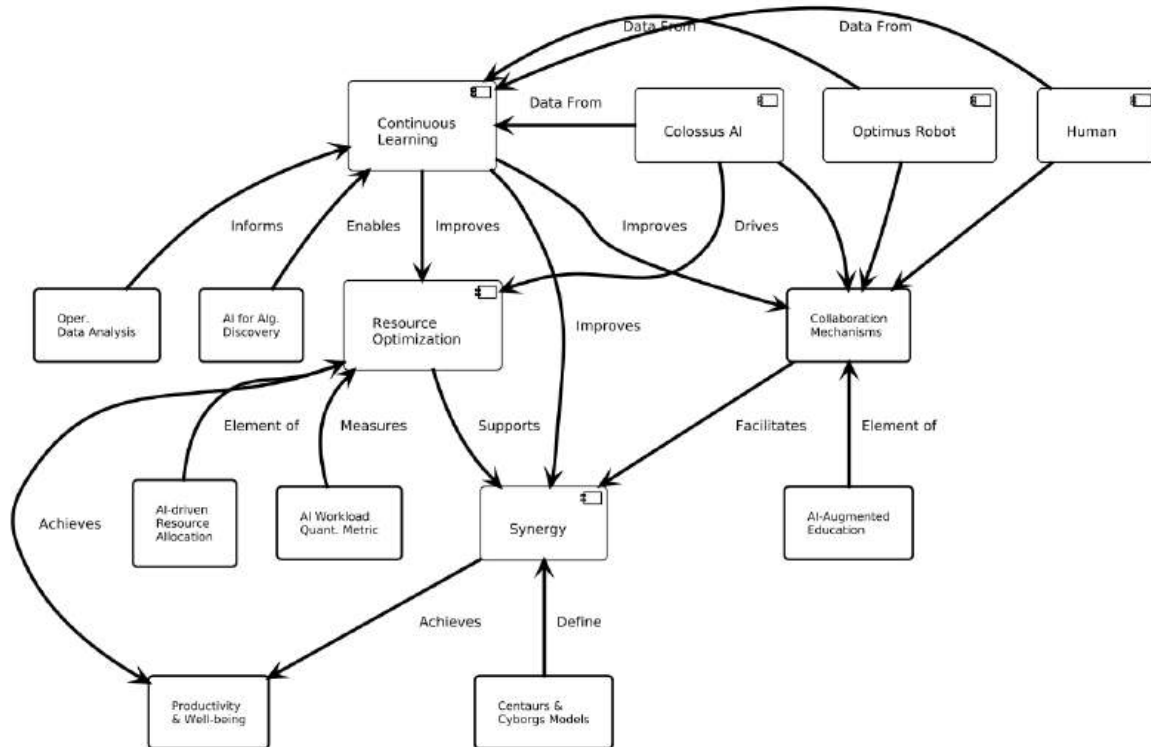 Data From
Data From
Continuous
Learning
Data From
Colossus AI
Optimus Robot
Human
Informs
Enables
Improves
Improves
Drives
Oper.
Data Analysis
AI for Alg.
Discovery
Resource
Optimization
Improves
Collaboration
Mechanisms
Element of
Measures
Supports
Facilitates
Element of
Achieves
AI-driven
Resource
Allocation
AI Workload
Quant. Metric
Synergy
AI-Augmented
Education
Achieves
Define
Productivity
& Well-being
Centaurs &
Cyborgs Models